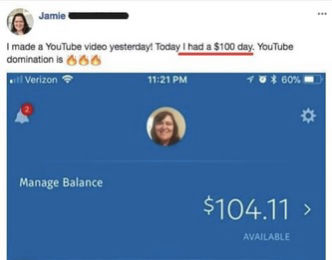 Jamie
I made a YouTube video yesterday! Today I had a $100 day. YouTube
domination is 🔥🔥🔥
Verizon 11:21 PM 60%
2
Manage Balance
$104.11 >
AVAILABLE